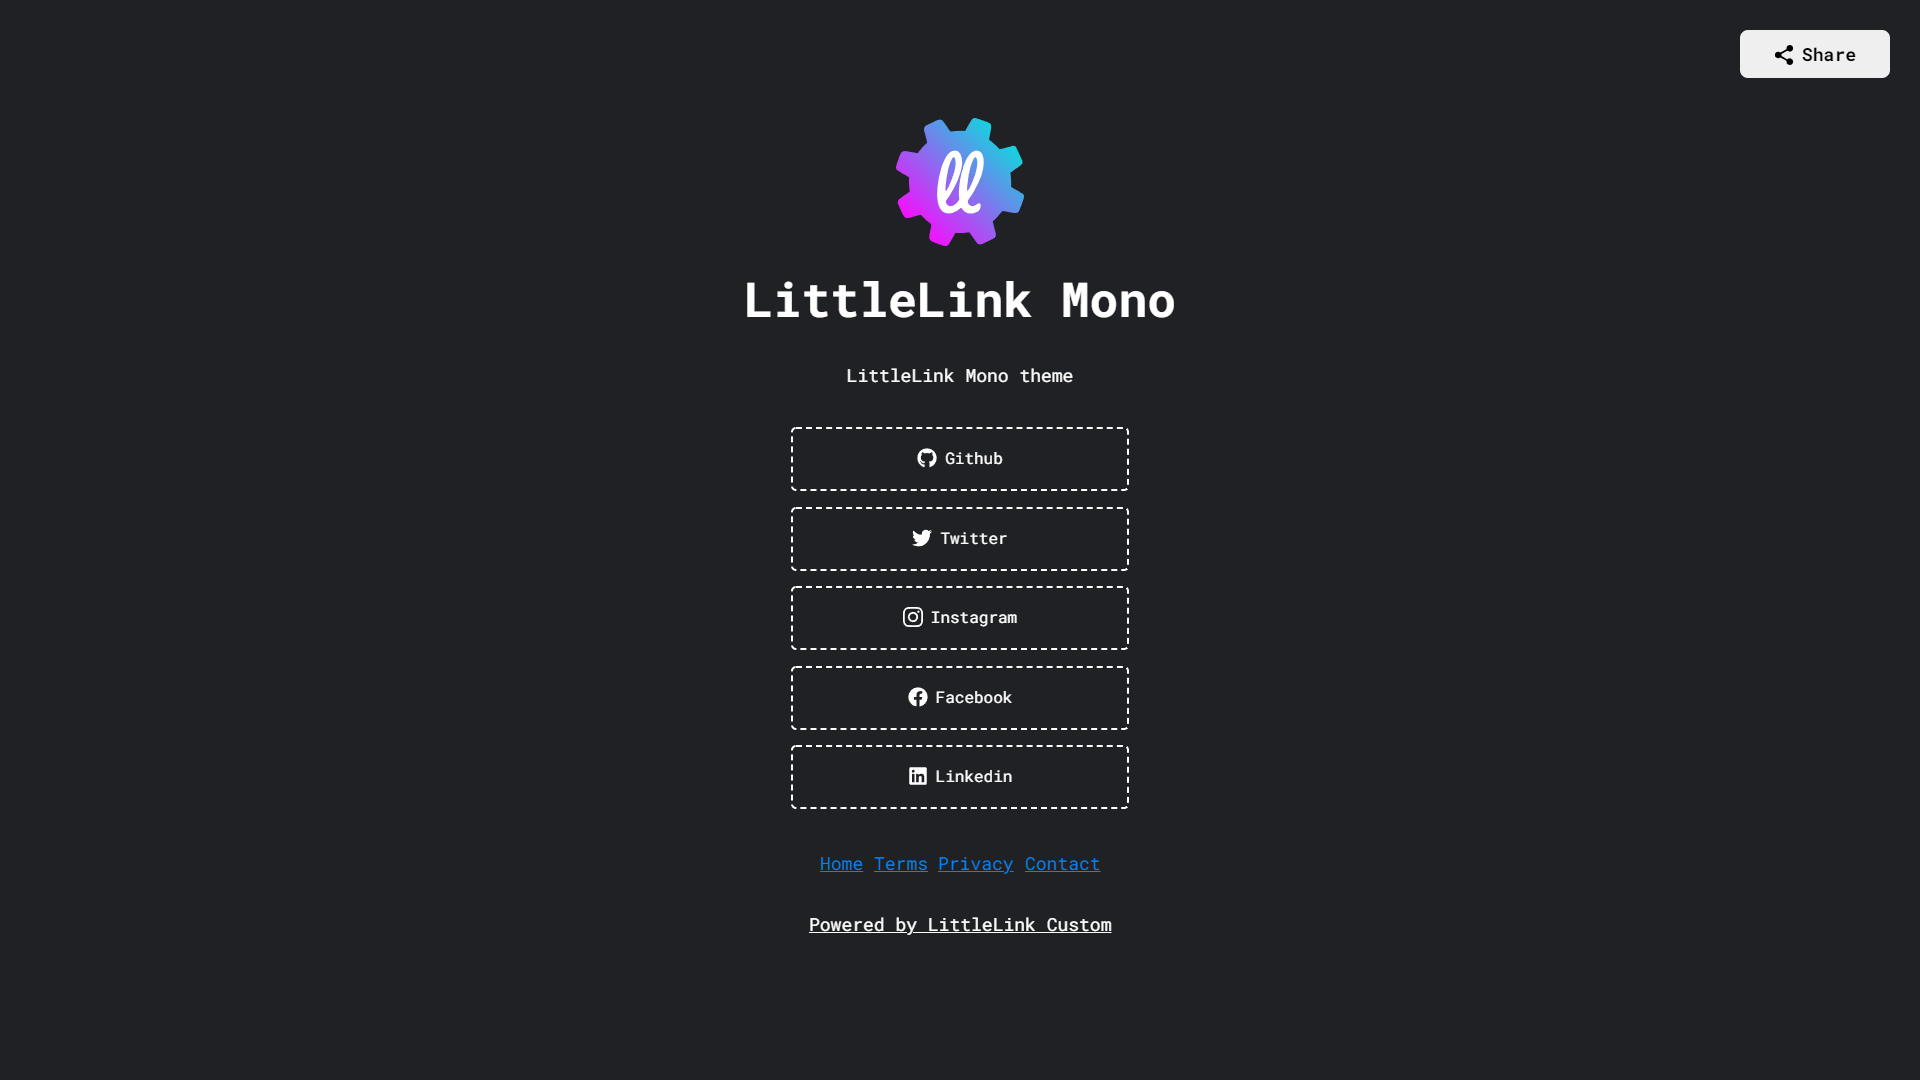 Share
ll
LittleLink Mono
LittleLink Mono theme
Github
Twitter
Instagram
Facebook
Linkedin
Home Terms Privacy Contact
Powered by LittleLink Custom